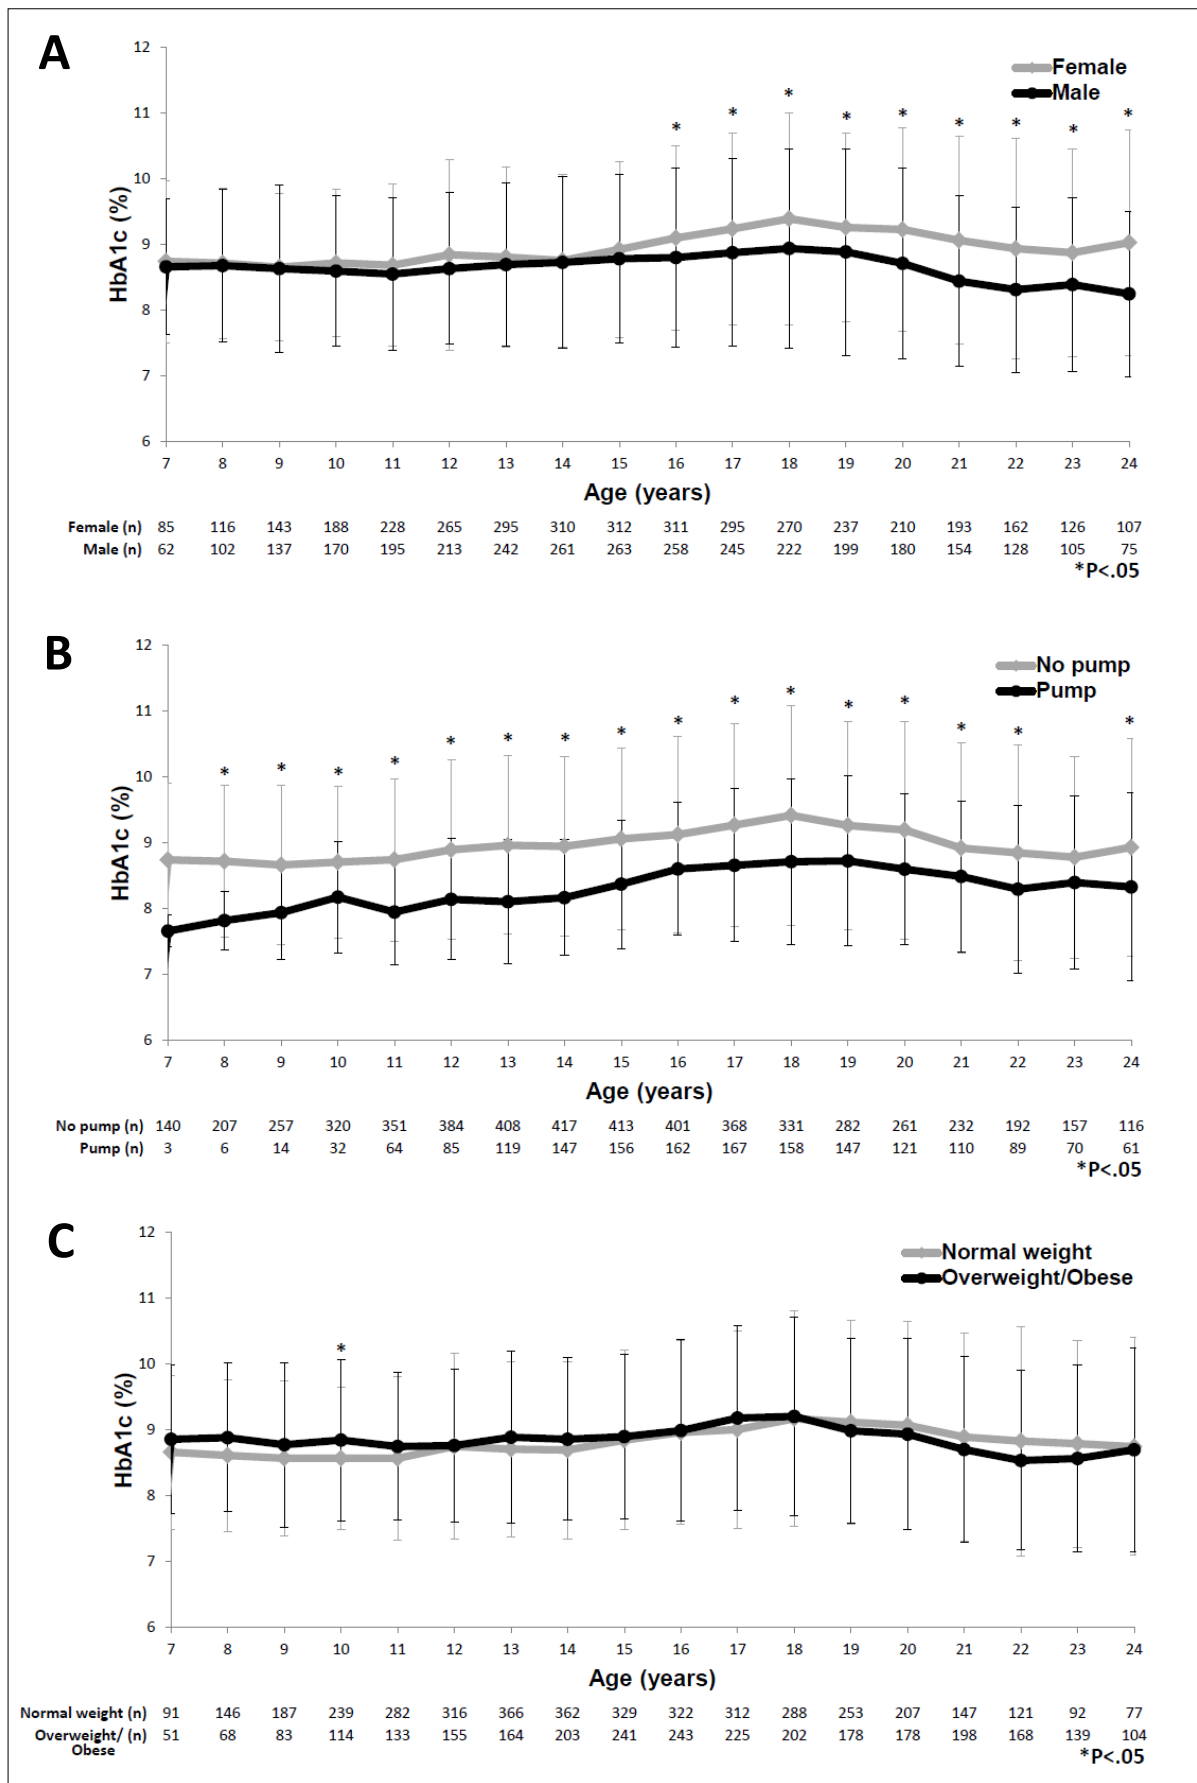 A
Female
Male
HbA1c (%)
12
11
10
9
8
7
6
* * * * * * * * *
7 8 9 10 11 12 13 14 15 16 17 18 19 20 21 22 23 24
Age (years)
Female (n) 85 116 143 188 228 265 295 310 312 311 295 270 237 210 193 162 126 107
Male (n) 62 102 137 170 195 213 242 261 263 258 245 222 199 180 154 128 105 75
*P<.05
B
No pump
Pump
HbA1c (%)
12
11
10
9
8
7
6
* * * * * * * * * * * * * * * *
7 8 9 10 11 12 13 14 15 16 17 18 19 20 21 22 23 24
Age (years)
No pump (n) 140 207 257 320 351 384 408 417 413 401 368 331 282 261 232 192 157 116
Pump (n) 3 6 14 32 64 85 119 147 156 162 167 158 147 121 110 89 70 61
*P<.05
C
Normal weight
Overweight/Obese
HbA1c (%)
12
11
10
9
8
7
6
*
7 8 9 10 11 12 13 14 15 16 17 18 19 20 21 22 23 24
Age (years)
Normal weight (n) 91 146 187 239 282 316 366 362 329 322 312 288 253 207 147 121 92 77
Overweight/ (n) 51 68 83 114 133 155 164 203 241 243 225 202 178 178 198 168 139 104
Obese
*P<.05